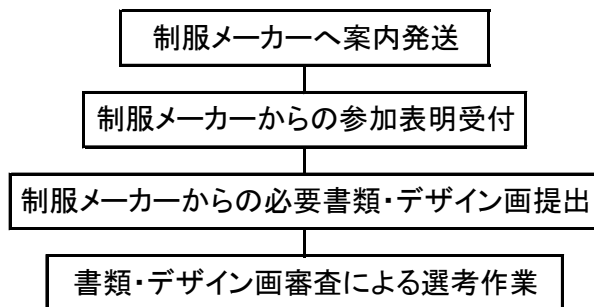 制服メーカーへ案内発送
制服メーカーからの参加表明受付
制服メーカーからの必要書類・デザイン画提出
書類・デザイン画審査による選考作業